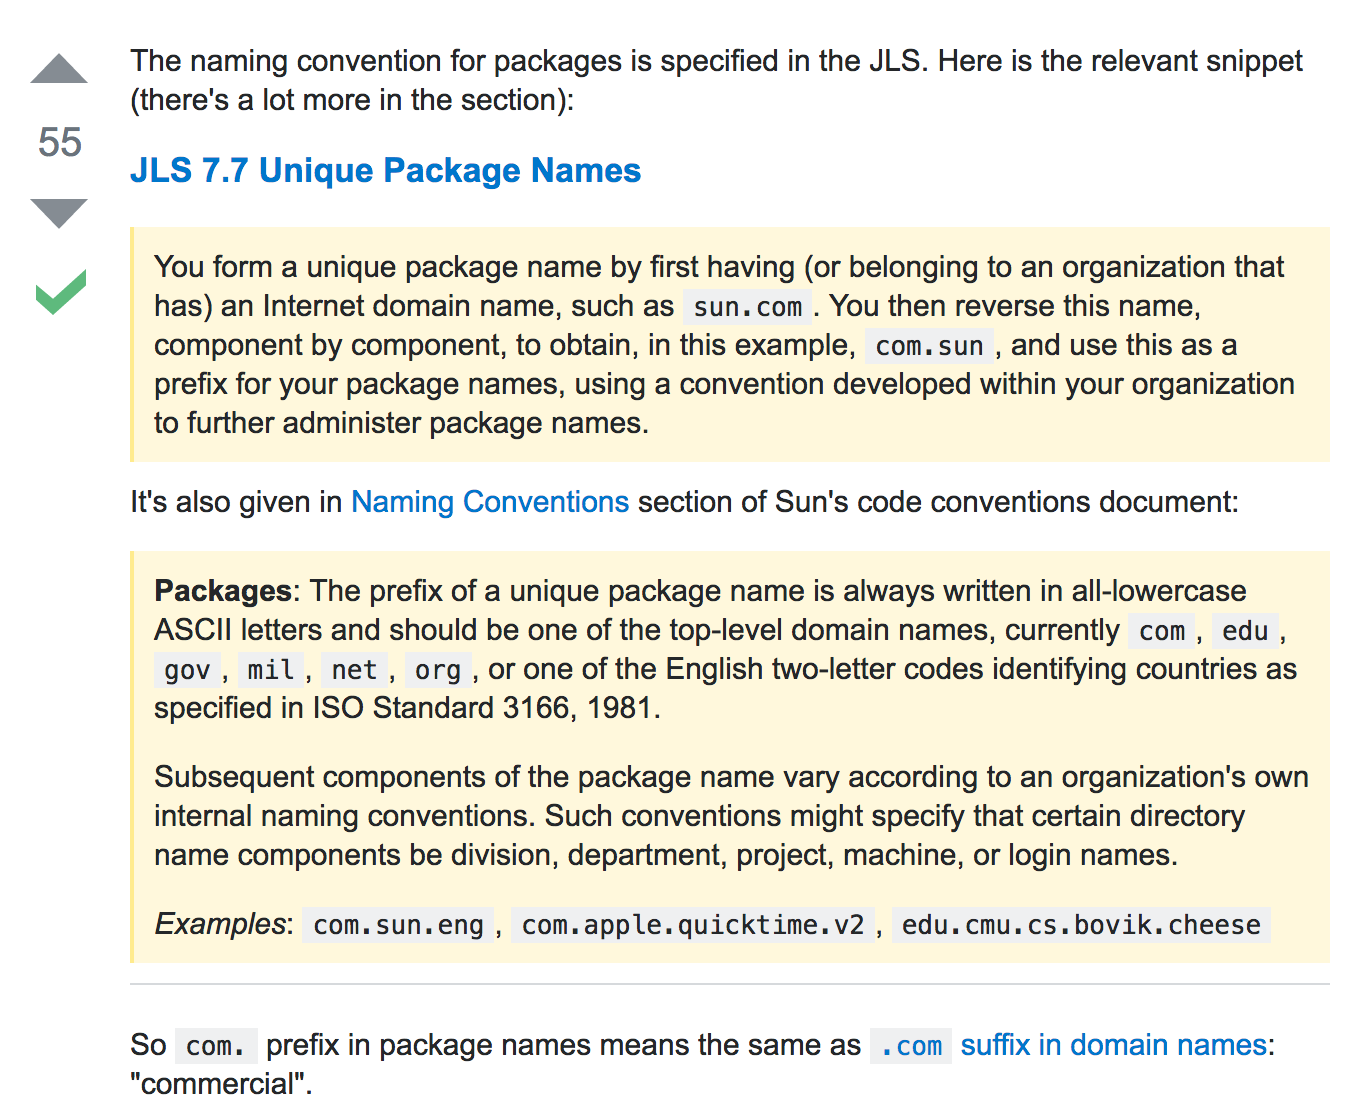 The naming convention for packages is specified in the JLS. Here is the relevant snippet
(there's a lot more in the section):
55
JLS 7.7 Unique Package Names
You form a unique package name by first having (or belonging to an organization that
has) an Internet domain name, such as sun.com . You then reverse this name,
component by component, to obtain, in this example, com.sun , and use this as a
prefix for your package names, using a convention developed within your organization
to further administer package names.
It's also given in Naming Conventions section of Sun's code conventions document:
Packages: The prefix of a unique package name is always written in all-lowercase
ASCII letters and should be one of the top-level domain names, currently com , edu ,
gov , mil , net , org , or one of the English two-letter codes identifying countries as
specified in ISO Standard 3166, 1981.
Subsequent components of the package name vary according to an organization's own
internal naming conventions. Such conventions might specify that certain directory
name components be division, department, project, machine, or login names.
Examples: com.sun.eng , com.apple.quicktime.v2 , edu.cmu.cs.bovik.cheese
So com. prefix in package names means the same as .com suffix in domain names:
"commercial".